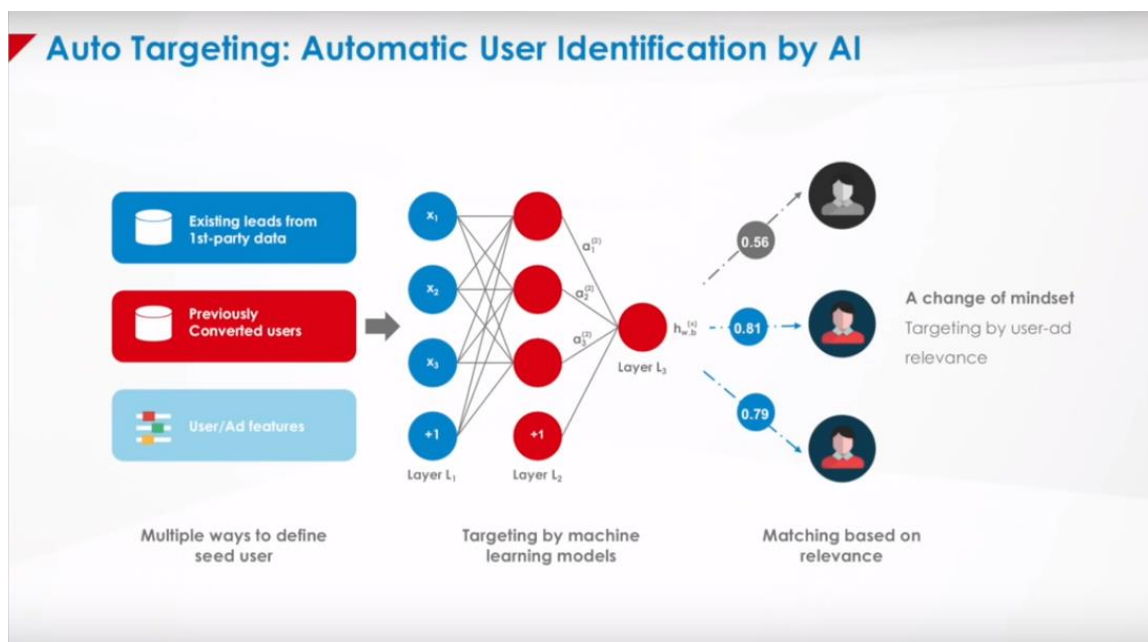 Auto Targeting: Automatic User Identification by AI
Existing leads from
1st-party data
Previously
Converted users
User/Ad features
Multiple ways to define
seed user
x₁
x₂
x₃
+1
Layer L₁
+1
Layer L₂
a₁⁽²⁾
a₂⁽²⁾
a₃⁽²⁾
Layer L₃
h_{w,b}^{(x)}
Targeting by machine
learning models
0.56
0.81
0.79
A change of mindset
Targeting by user-ad
relevance
Matching based on
relevance